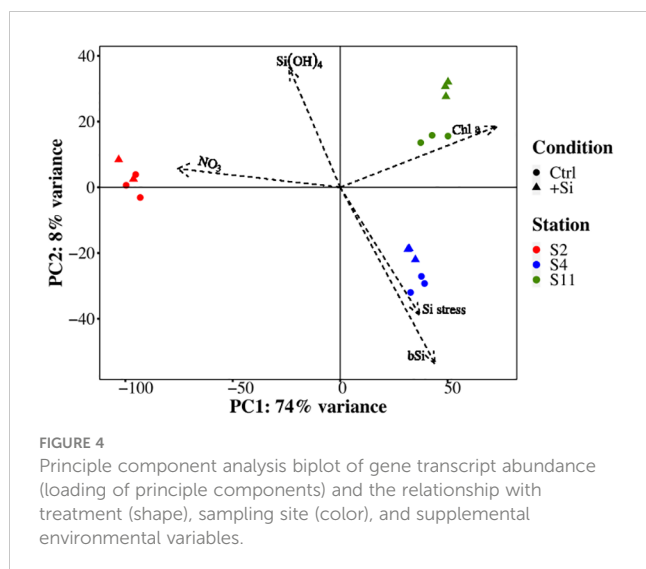 40
20
0
−20
−40
PC2: 8% variance
Si(OH)4
NO3
Chl a
Si stress
bSi
−100
−50
0
50
PC1: 74% variance
Condition
Ctrl
+Si
Station
S2
S4
S11
FIGURE 4
Principle component analysis biplot of gene transcript abundance
(loading of principle components) and the relationship with
treatment (shape), sampling site (color), and supplemental
environmental variables.